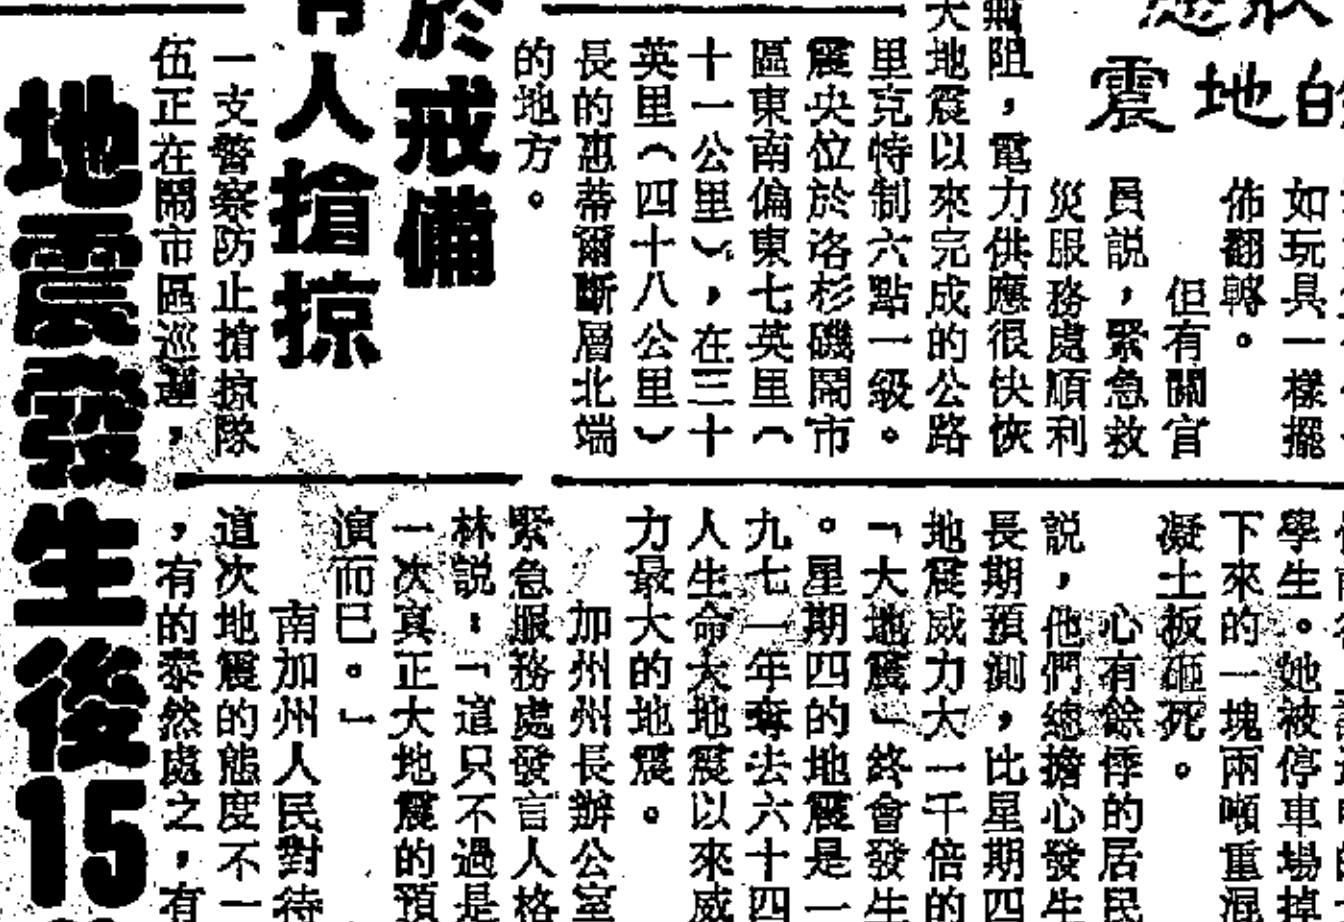 的地震
如玩具一樣擺
佈翻轉。
但有關官
員説，緊急救
災服務處順利
無阻，電力供應很快恢
大地震以來完成的公路
里克特制六點一級。
震央位於洛杉磯鬧市
區東南偏東七英里（
十一公里），在三十
英里（四十八公里）
長的惠蒂爾斷層北端
的地方。
於戒備
有人搶掠
一支警察防止搶掠隊
伍正在鬧市區巡邏，
學生。她被停車場掉
下來的一塊兩噸重混
凝土板砸死。
心有餘悸的居民
説，他們總擔心發生
長期預測，比星期四
地震威力大一千倍的
「大地震」終會發生
。星期四的地震是一
九七一年奪去六十四
人生命大地震以來威
力最大的地震。
加州州長辦公室
緊急服務處發言人格
林説：「這只不過是
一次真正大地震的預
演而已。」
南加州人民對待
這次地震的態度不一
，有的泰然處之，有
地震發生後15